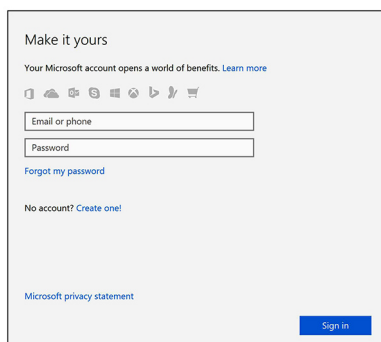 Make it yours
Your Microsoft account opens a world of benefits. Learn more
Email or phone
Password
Forgot my password
No account? Create one!
Microsoft privacy statement
Sign in